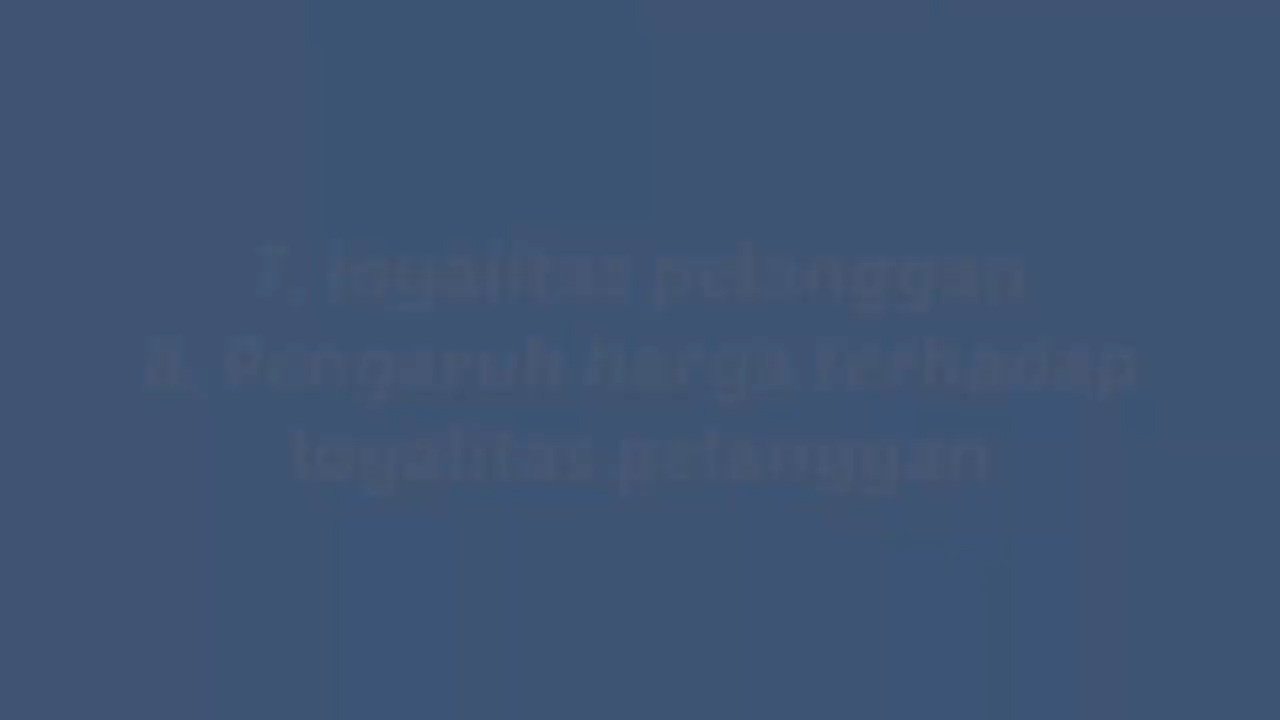 7. loyalitas pelanggan
8. Pengaruh harga terhadap
loyalitas pelanggan